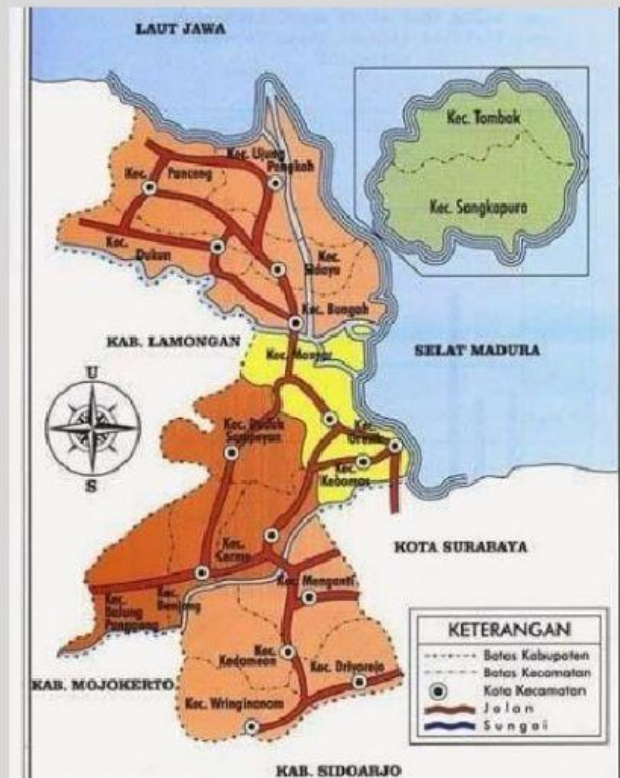 LAUT JAWA
Kec. Tambak
Kec. Sangkapura
Kec. Ujung
Pangkah
Kec. Panceng
Kec.
Dukun
Kec.
Sidayu
Kec. Bungah
KAB. LAMONGAN
Kec. Manyar
SELAT MADURA
U
S
Kec. Duduk
Sampeyan
Kec.
Gresik
Kec.
Kebomas
KOTA SURABAYA
Kec.
Cerme
Kec.
Benjeng
Kec.
Balung
Panggang
Kec. Menganti
KAB. MOJOKERTO
Kec.
Kedamean
Kec. Driyorejo
Kec. Wringinanom
KETERANGAN
Batas Kabupaten
Batas Kecamatan
Kota Kecamatan
Jalan
Sungai
KAB. SIDOARJO